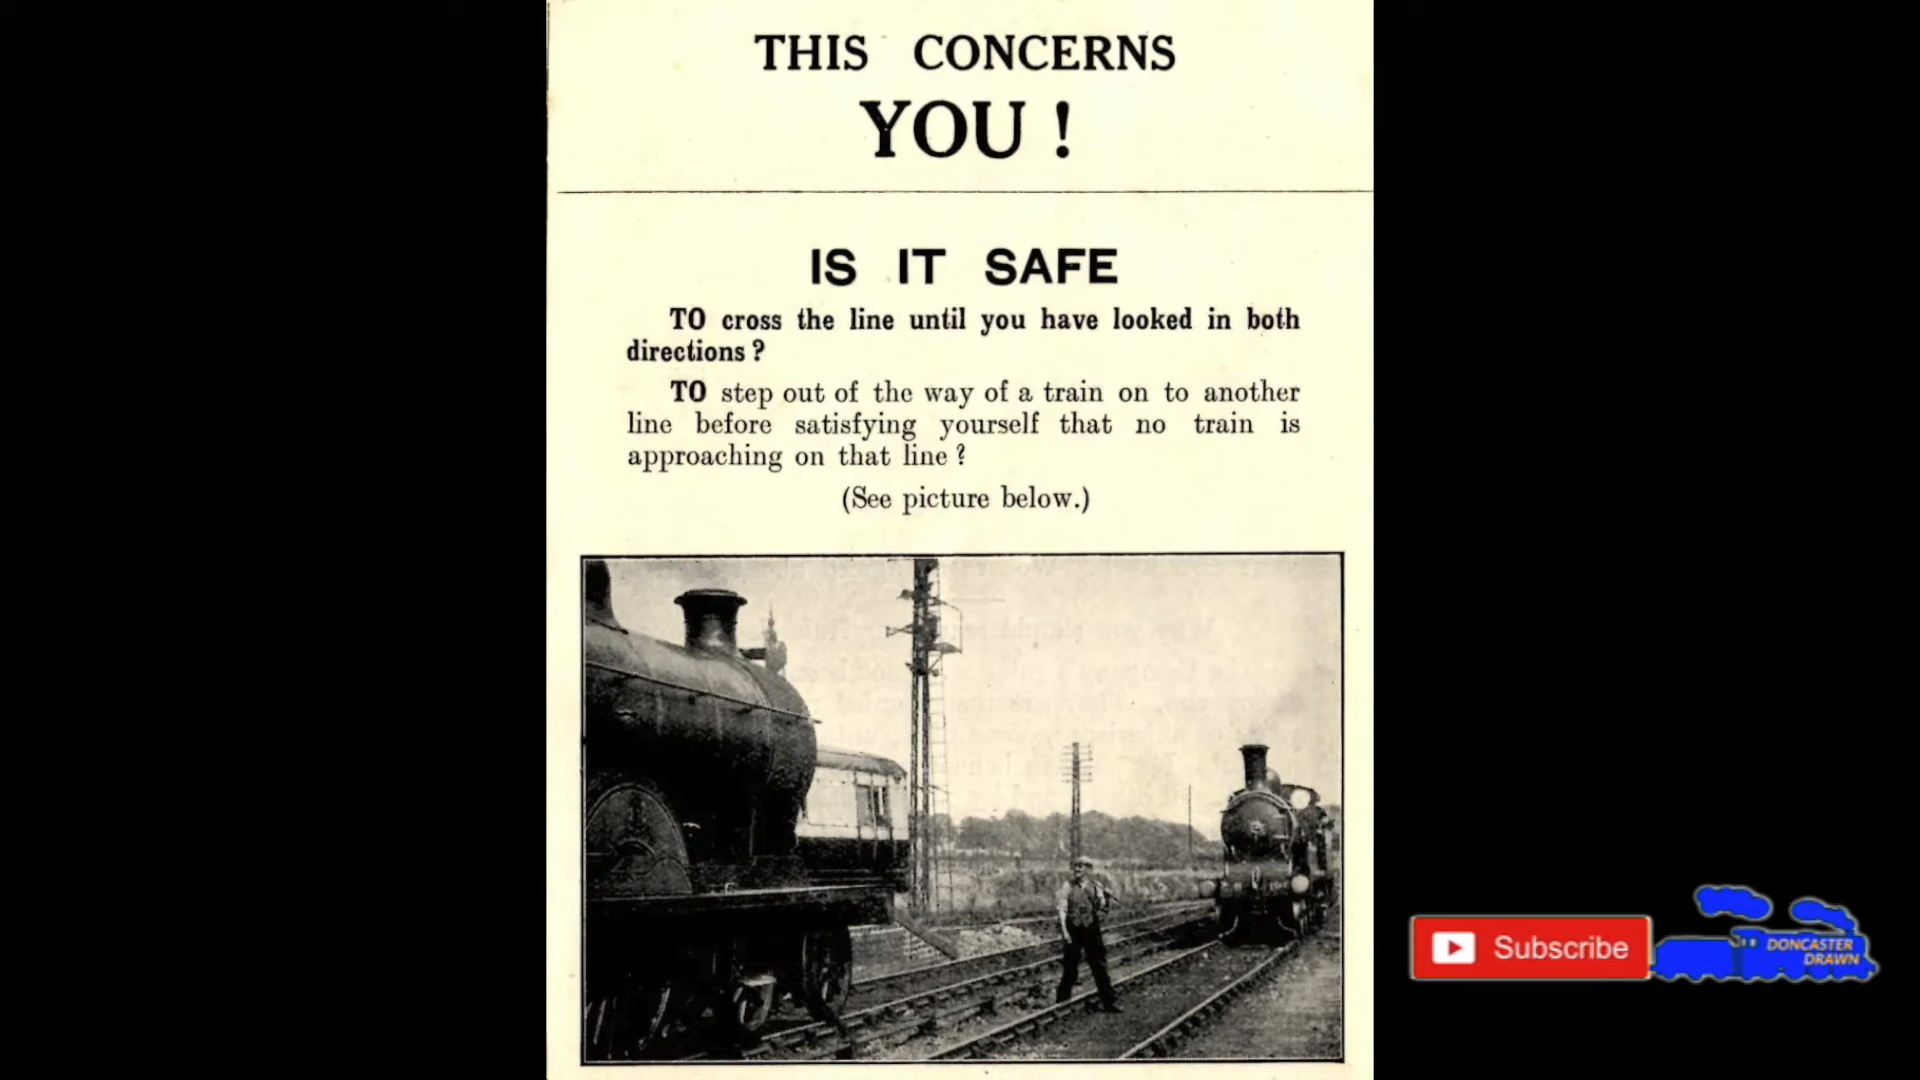 THIS CONCERNS
YOU !
IS IT SAFE
TO cross the line until you have looked in both
directions ?
TO step out of the way of a train on to another
line before satisfying yourself that no train is
approaching on that line ?
(See picture below.)
Subscribe
DONCASTER
DRAWN